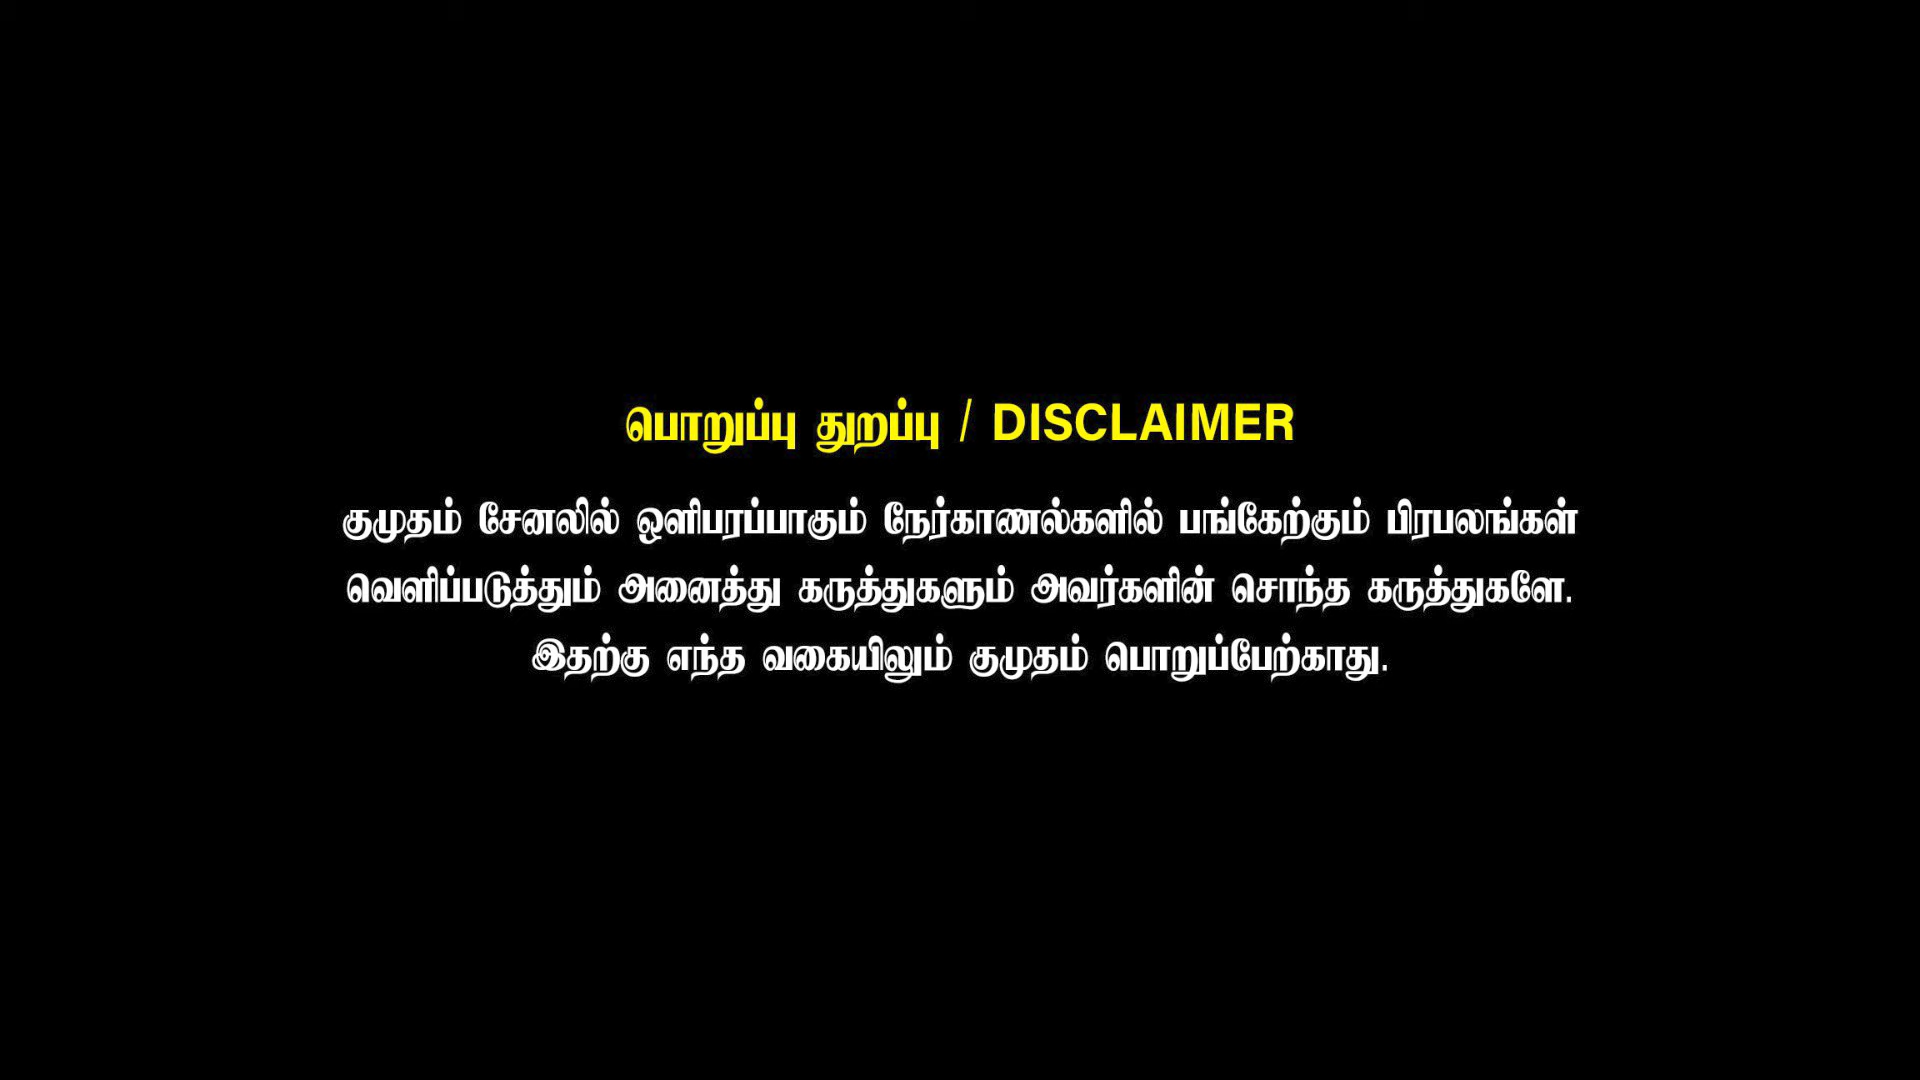 பொறுப்பு துறப்பு / DISCLAIMER
குமுதம் சேனலில் ஒளிபரப்பாகும் நேர்காணல்களில் பங்கேற்கும் பிரபலங்கள்
வெளிப்படுத்தும் அனைத்து கருத்துகளும் அவர்களின் சொந்த கருத்துகளே.
இதற்கு எந்த வகையிலும் குமுதம் பொறுப்பேற்காது.